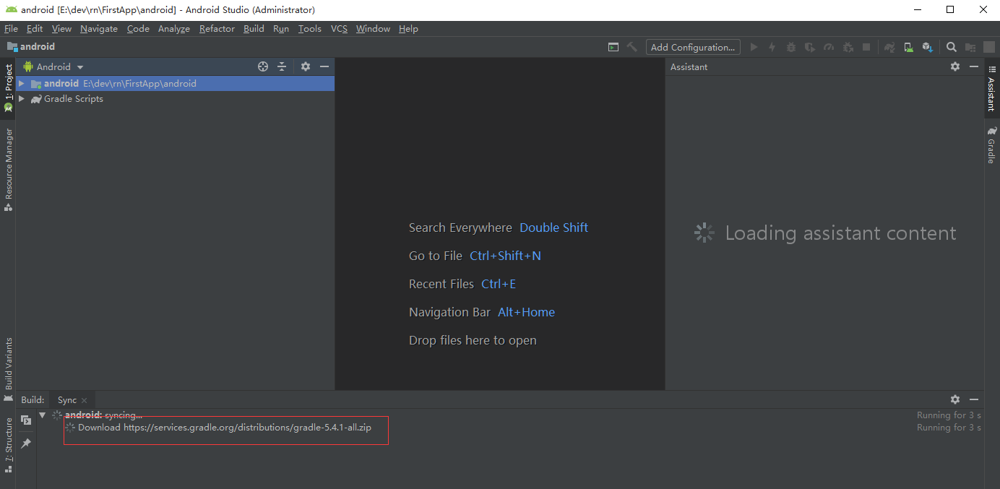 android [E:\dev\rn\FirstApp\android] - Android Studio (Administrator)
File Edit View Navigate Code Analyze Refactor Build Run Tools VCS Window Help
android
Add Configuration...
Android
Assistant
android E:\dev\rn\FirstApp\android
Gradle Scripts
1: Project
Resource Manager
Build Variants
7: Structure
Search Everywhere Double Shift
Go to File Ctrl+Shift+N
Recent Files Ctrl+E
Navigation Bar Alt+Home
Drop files here to open
Loading assistant content
Assistant
Gradle
Build: Sync
android: syncing... Running for 3 s
Download https://services.gradle.org/distributions/gradle-5.4.1-all.zip Running for 3 s